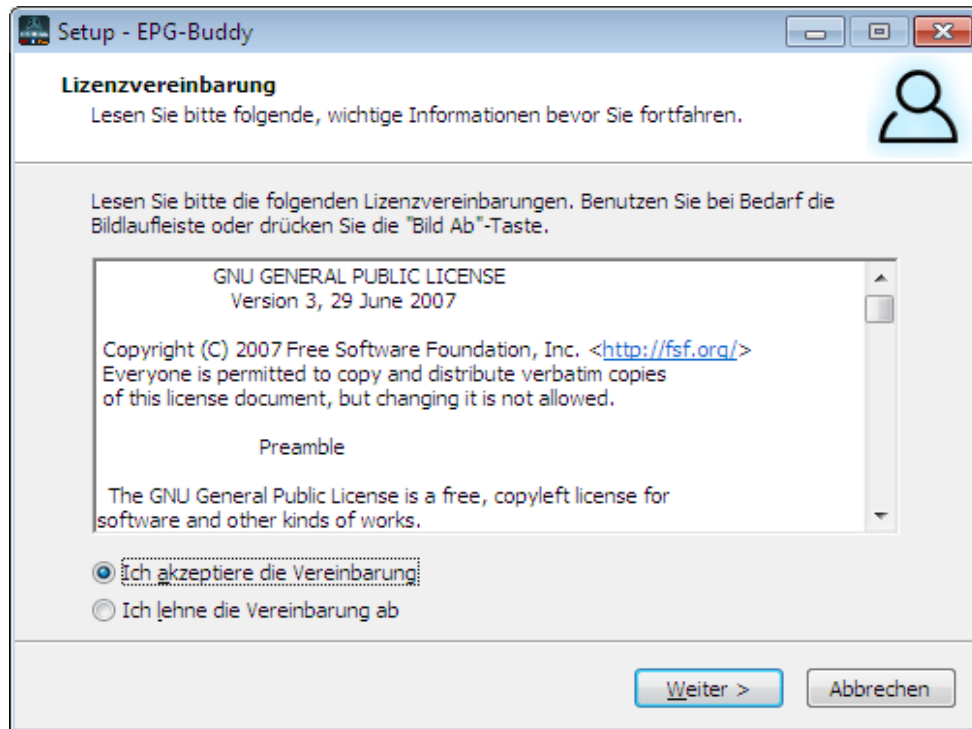 Setup - EPG-Buddy
Lizenzvereinbarung
Lesen Sie bitte folgende, wichtige Informationen bevor Sie fortfahren.
Lesen Sie bitte die folgenden Lizenzvereinbarungen. Benutzen Sie bei Bedarf die
Bildlaufleiste oder drücken Sie die "Bild Ab"-Taste.
GNU GENERAL PUBLIC LICENSE
Version 3, 29 June 2007
Copyright (C) 2007 Free Software Foundation, Inc. <http://fsf.org/>
Everyone is permitted to copy and distribute verbatim copies
of this license document, but changing it is not allowed.
Preamble
The GNU General Public License is a free, copyleft license for
software and other kinds of works.
Ich akzeptiere die Vereinbarung
Ich lehne die Vereinbarung ab
Weiter >
Abbrechen